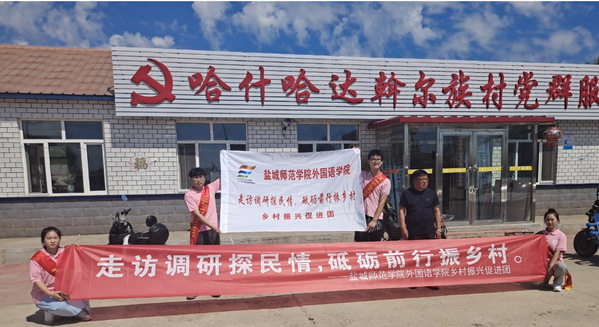 哈什哈达斡尔族村党群服
盐城师范学院外国语学院
走访调研探民情，砥砺前行振乡村
乡村振兴促进团
走访调研探民情，砥砺前行振乡村。
——盐城师范学院外国语学院乡村振兴促进团